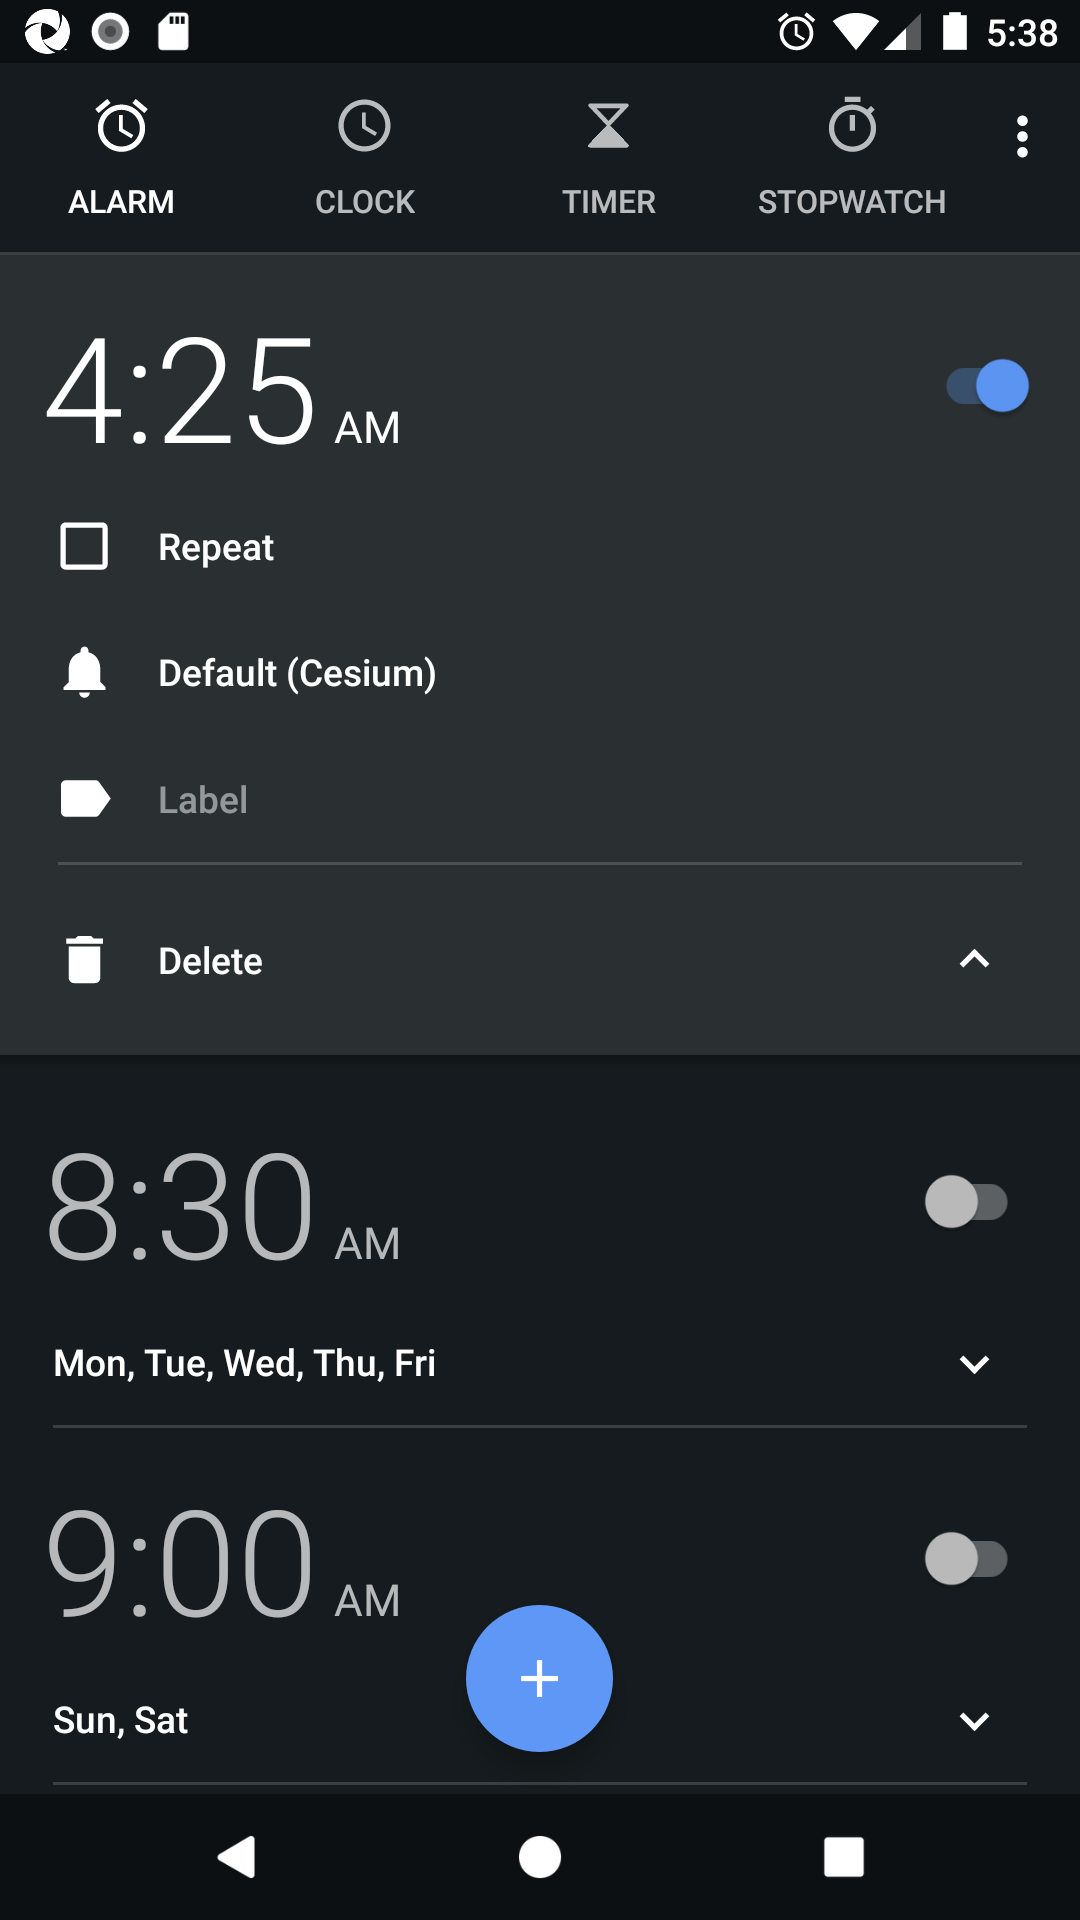 5:38
ALARM CLOCK TIMER STOPWATCH
4:25 AM
Repeat
Default (Cesium)
Label
Delete
8:30 AM
Mon, Tue, Wed, Thu, Fri
9:00 AM
Sun, Sat